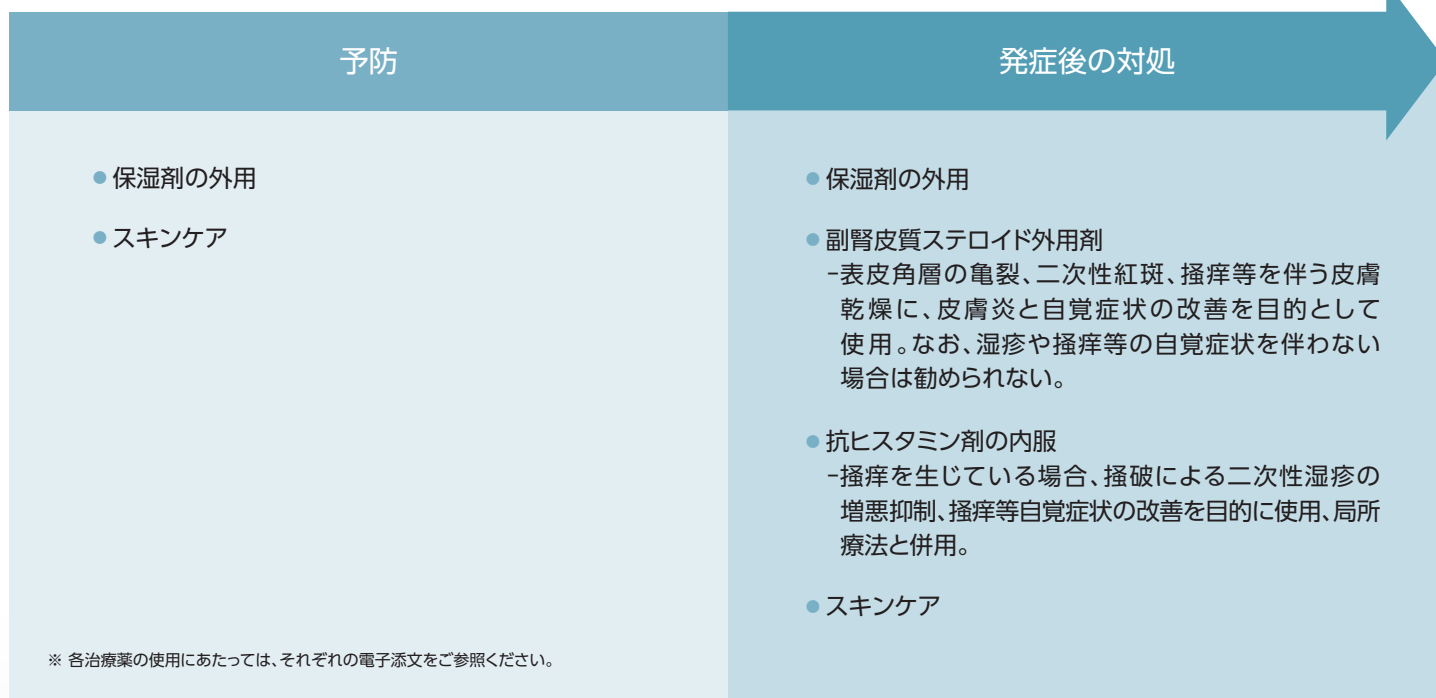 予防
発症後の対処
●保湿剤の外用
●スキンケア
※ 各治療薬の使用にあたっては、それぞれの電子添文をご参照ください。
●保湿剤の外用
●副腎皮質ステロイド外用剤
−表皮角層の亀裂、二次性紅斑、掻痒等を伴う皮膚
乾燥に、皮膚炎と自覚症状の改善を目的として
使用。なお、湿疹や掻痒等の自覚症状を伴わない
場合は勧められない。
●抗ヒスタミン剤の内服
−掻痒を生じている場合、掻破による二次性湿疹の
増悪抑制、掻痒等自覚症状の改善を目的に使用、局所
療法と併用。
●スキンケア